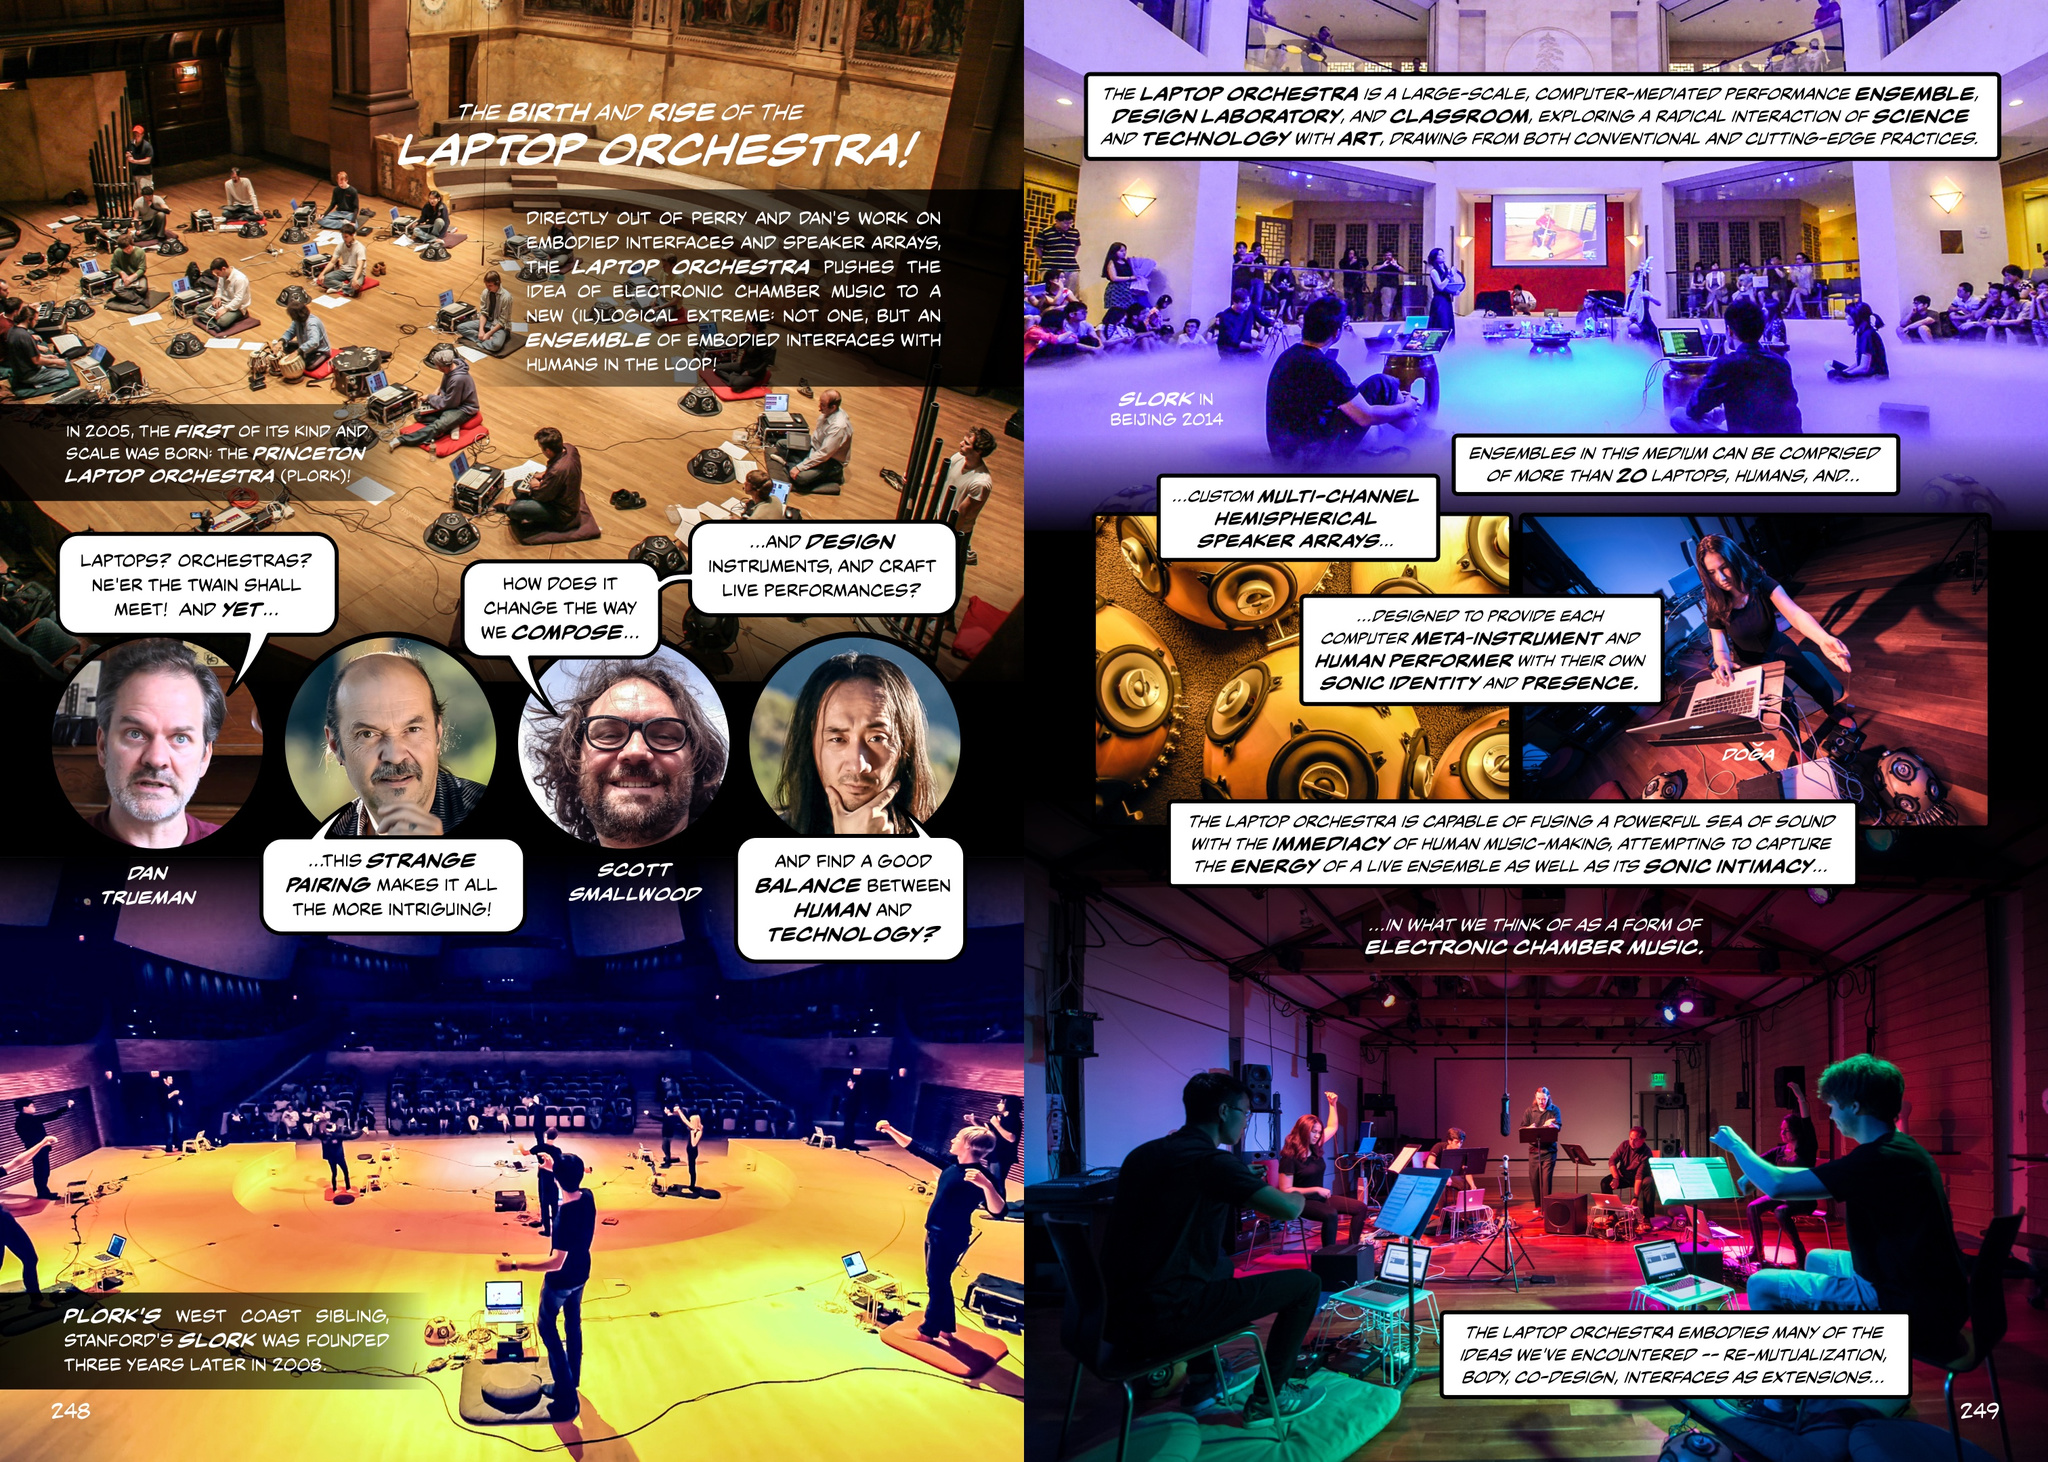 THE BIRTH AND RISE OF THE
LAPTOP ORCHESTRA!
DIRECTLY OUT OF PERRY AND DAN'S WORK ON
EMBODIED INTERFACES AND SPEAKER ARRAYS,
THE LAPTOP ORCHESTRA PUSHES THE
IDEA OF ELECTRONIC CHAMBER MUSIC TO A
NEW (IL)LOGICAL EXTREME: NOT ONE, BUT AN
ENSEMBLE OF EMBODIED INTERFACES WITH
HUMANS IN THE LOOP!
IN 2005, THE FIRST OF ITS KIND AND
SCALE WAS BORN: THE PRINCETON
LAPTOP ORCHESTRA (PLORK)!
LAPTOPS? ORCHESTRAS?
NE'ER THE TWAIN SHALL
MEET! AND YET...
...THIS STRANGE
PAIRING MAKES IT ALL
THE MORE INTRIGUING!
HOW DOES IT
CHANGE THE WAY
WE COMPOSE...
...AND DESIGN
INSTRUMENTS, AND CRAFT
LIVE PERFORMANCES?
AND FIND A GOOD
BALANCE BETWEEN
HUMAN AND
TECHNOLOGY?
DAN
TRUEMAN
SCOTT
SMALLWOOD
PLORK'S WEST COAST SIBLING,
STANFORD'S SLORK WAS FOUNDED
THREE YEARS LATER IN 2008.
248
THE LAPTOP ORCHESTRA IS A LARGE-SCALE, COMPUTER-MEDIATED PERFORMANCE ENSEMBLE,
DESIGN LABORATORY, AND CLASSROOM, EXPLORING A RADICAL INTERACTION OF SCIENCE
AND TECHNOLOGY WITH ART, DRAWING FROM BOTH CONVENTIONAL AND CUTTING-EDGE PRACTICES.
SLORK IN
BEIJING 2014
ENSEMBLES IN THIS MEDIUM CAN BE COMPRISED
OF MORE THAN 20 LAPTOPS, HUMANS, AND...
...CUSTOM MULTI-CHANNEL
HEMISPHERICAL
SPEAKER ARRAYS...
...DESIGNED TO PROVIDE EACH
COMPUTER META-INSTRUMENT AND
HUMAN PERFORMER WITH THEIR OWN
SONIC IDENTITY AND PRESENCE.
DOĞA
THE LAPTOP ORCHESTRA IS CAPABLE OF FUSING A POWERFUL SEA OF SOUND
WITH THE IMMEDIACY OF HUMAN MUSIC-MAKING, ATTEMPTING TO CAPTURE
THE ENERGY OF A LIVE ENSEMBLE AS WELL AS ITS SONIC INTIMACY...
...IN WHAT WE THINK OF AS A FORM OF
ELECTRONIC CHAMBER MUSIC.
THE LAPTOP ORCHESTRA EMBODIES MANY OF THE
IDEAS WE'VE ENCOUNTERED -- RE-MUTUALIZATION,
BODY, CO-DESIGN, INTERFACES AS EXTENSIONS...
249